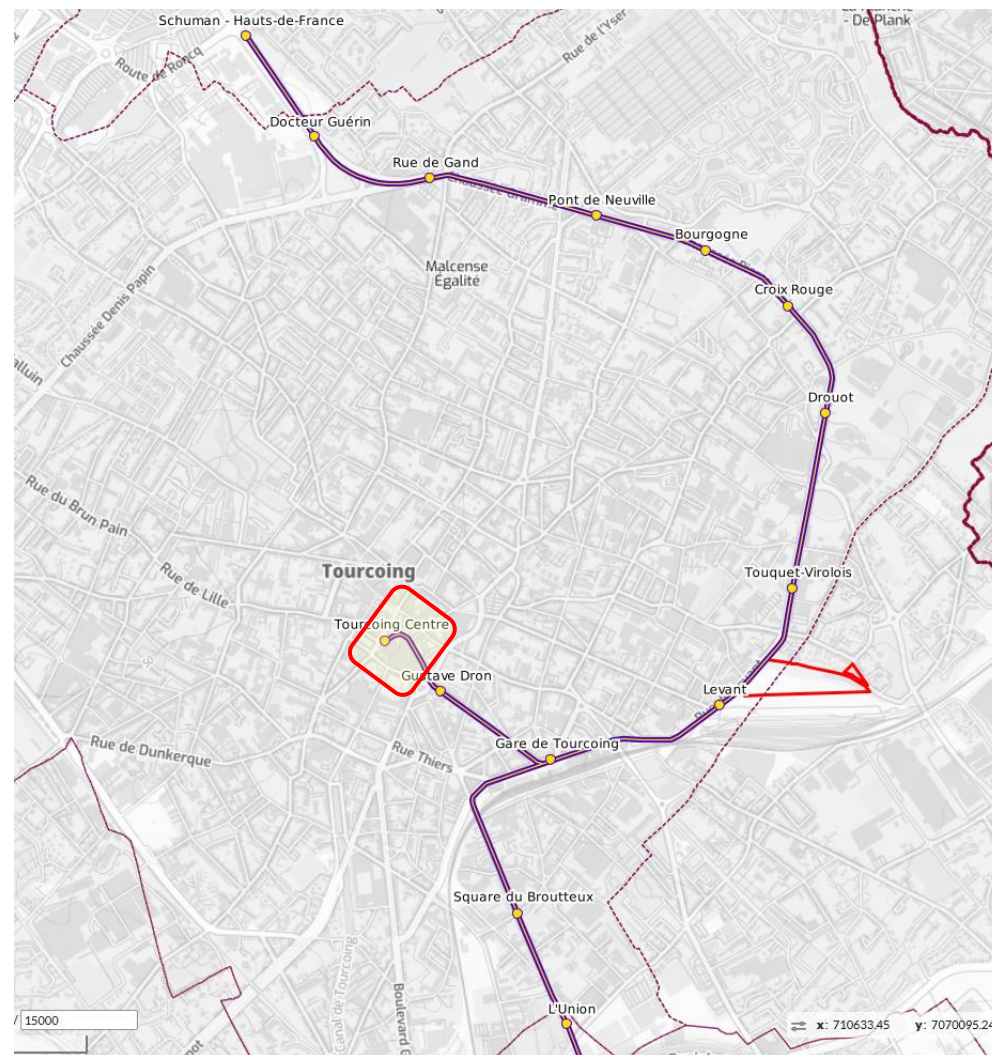 - De Plank
Schuman - Hauts-de-France
Rue de l'Yser
Route de Roncq
Docteur Guérin
Rue de Gand
Pont de Neuville
Bourgogne
Malcense
Égalité
Croix Rouge
Chaussée Denis Papin
Drouot
Rue du Brun Pain
Tourcoing
Touquet-Virolois
Rue de Lille
Tourcoing Centre
Gustave Dron
Levant
Gare de Tourcoing
Rue de Dunkerque
Rue Thiers
Square du Broutteux
Canal de Tourcoing
L'Union
15000
x: 710633.45 y: 7070095.24